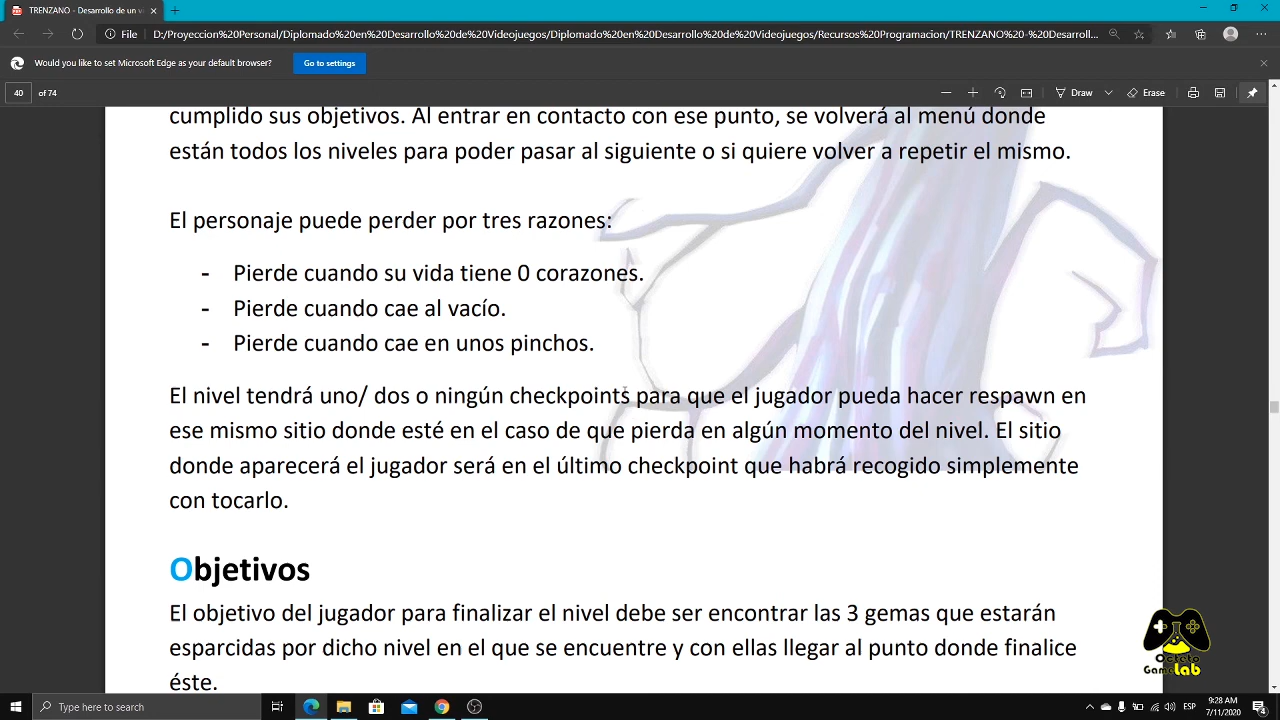 TRENZANO - Desarrollo de un vi
File
D:/Proyeccion%20Personal/Diplomado%20en%20Desarrollo%20de%20Videojuegos/Diplomado%20en%20Desarrollo%20de%20Videojuegos/Recursos%20Programacion/TRENZANO%20-%20Desarroll...
Would you like to set Microsoft Edge as your default browser?
Go to settings
40 of 74
Draw
Erase
cumplido sus objetivos. Al entrar en contacto con ese punto, se volverá al menú donde
están todos los niveles para poder pasar al siguiente o si quiere volver a repetir el mismo.
El personaje puede perder por tres razones:
- Pierde cuando su vida tiene 0 corazones.
- Pierde cuando cae al vacío.
- Pierde cuando cae en unos pinchos.
El nivel tendrá uno/ dos o ningún checkpoints para que el jugador pueda hacer respawn en
ese mismo sitio donde esté en el caso de que pierda en algún momento del nivel. El sitio
donde aparecerá el jugador será en el último checkpoint que habrá recogido simplemente
con tocarlo.
Objetivos
El objetivo del jugador para finalizar el nivel debe ser encontrar las 3 gemas que estarán
esparcidas por dicho nivel en el que se encuentre y con ellas llegar al punto donde finalice
éste.
Octeto
GameLab
Type here to search
ESP
9:28 AM
7/11/2020
4